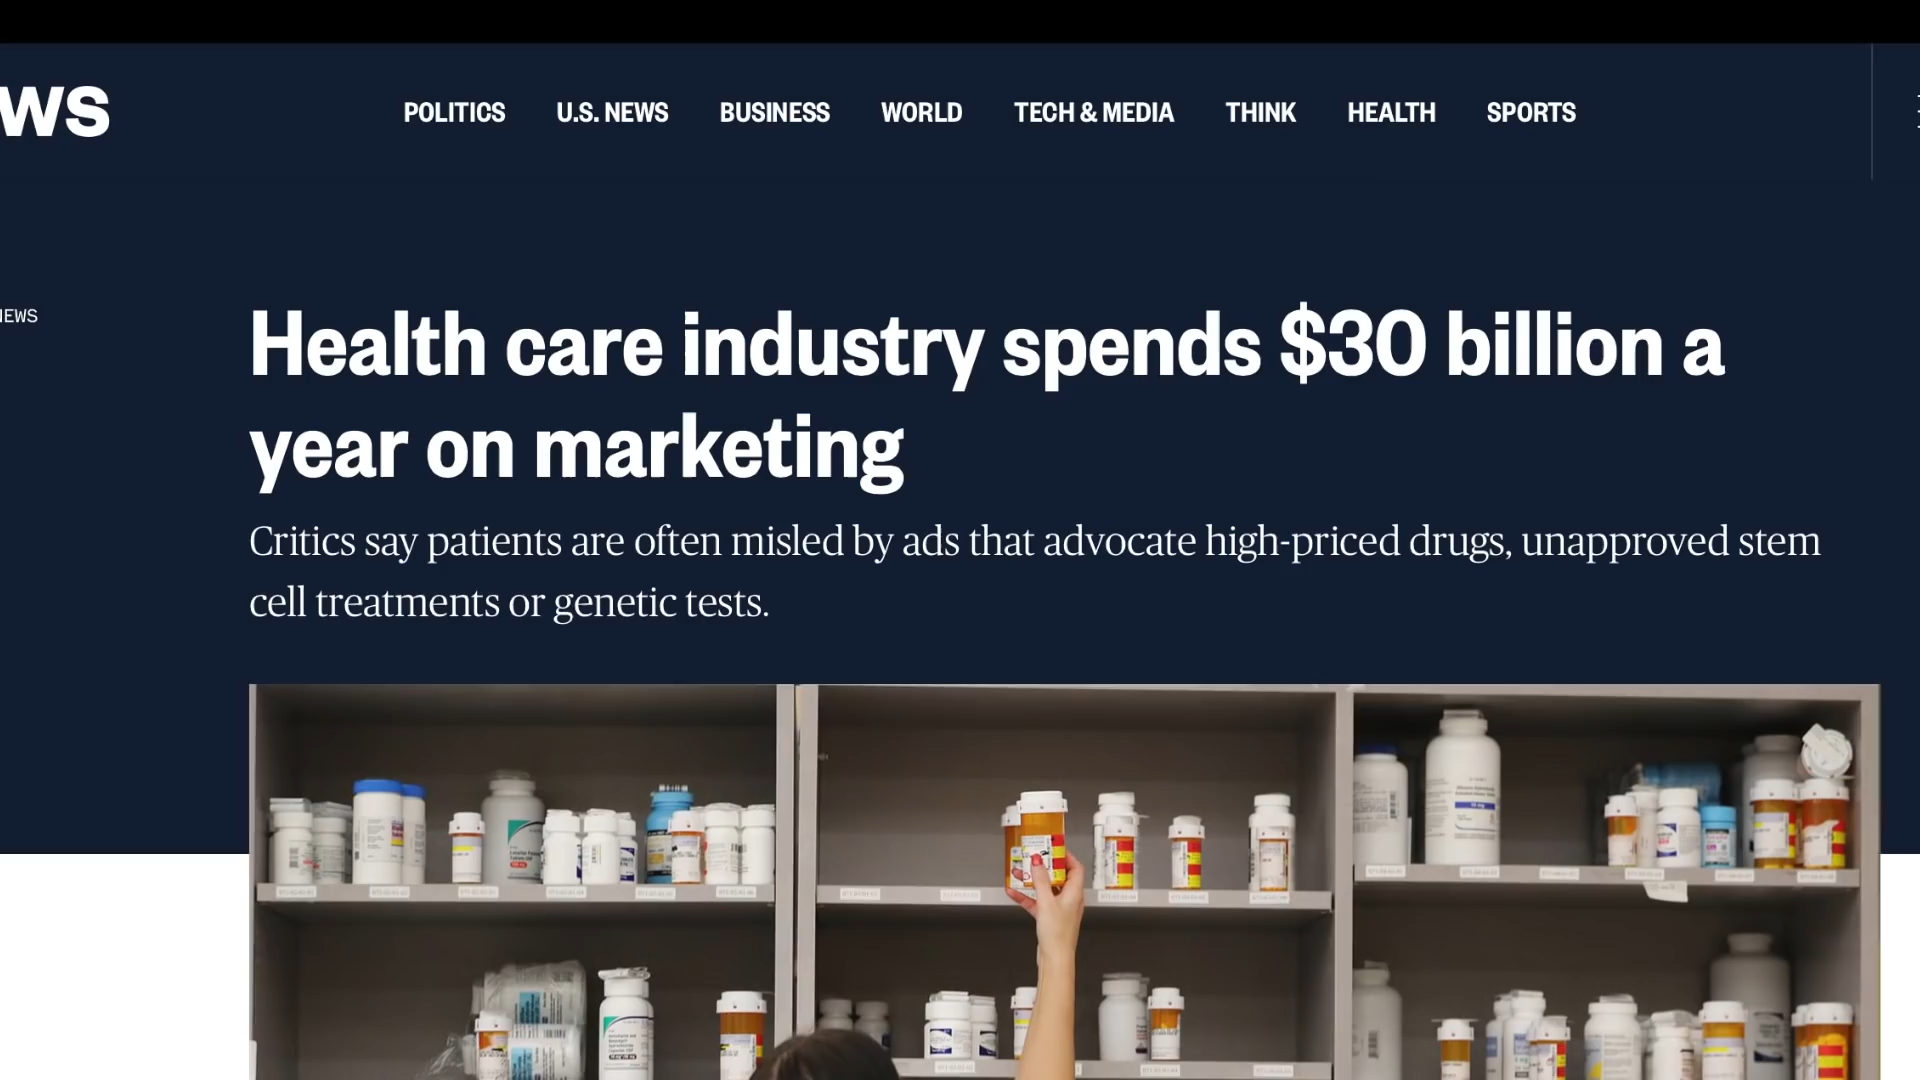 WS
POLITICS U.S. NEWS BUSINESS WORLD TECH & MEDIA THINK HEALTH SPORTS
EWS
Health care industry spends $30 billion a
year on marketing
Critics say patients are often misled by ads that advocate high-priced drugs, unapproved stem
cell treatments or genetic tests.